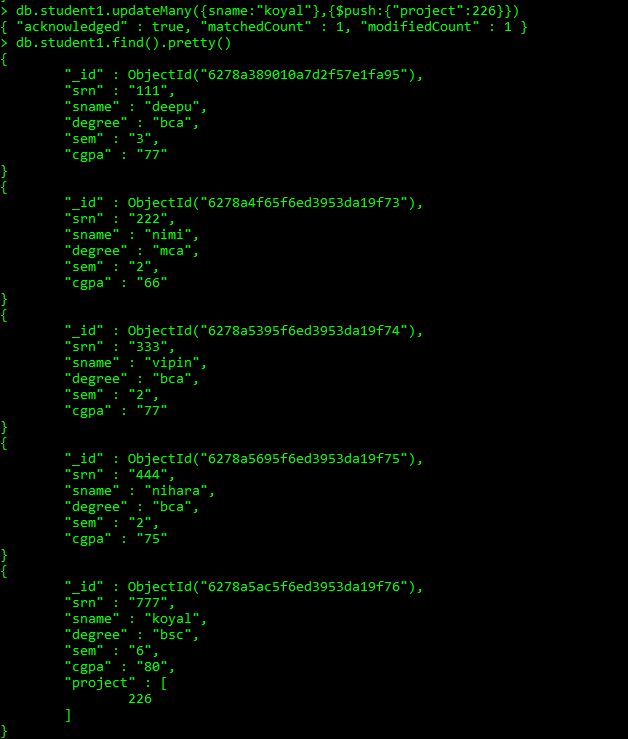 > db.student1.updateMany({sname:"koyal"},{$push:{"project":226}})
{ "acknowledged" : true, "matchedCount" : 1, "modifiedCount" : 1 }
> db.student1.find().pretty()
{
        "_id" : ObjectId("6278a389010a7d2f57e1fa95"),
        "srn" : "111",
        "sname" : "deepu",
        "degree" : "bca",
        "sem" : "3",
        "cgpa" : "77"
}
{
        "_id" : ObjectId("6278a4f65f6ed3953da19f73"),
        "srn" : "222",
        "sname" : "nimi",
        "degree" : "mca",
        "sem" : "2",
        "cgpa" : "66"
}
{
        "_id" : ObjectId("6278a5395f6ed3953da19f74"),
        "srn" : "333",
        "sname" : "vipin",
        "degree" : "bca",
        "sem" : "2",
        "cgpa" : "77"
}
{
        "_id" : ObjectId("6278a5695f6ed3953da19f75"),
        "srn" : "444",
        "sname" : "nihara",
        "degree" : "bca",
        "sem" : "2",
        "cgpa" : "75"
}
{
        "_id" : ObjectId("6278a5ac5f6ed3953da19f76"),
        "srn" : "777",
        "sname" : "koyal",
        "degree" : "bsc",
        "sem" : "6",
        "cgpa" : "80",
        "project" : [
                226
        ]
}